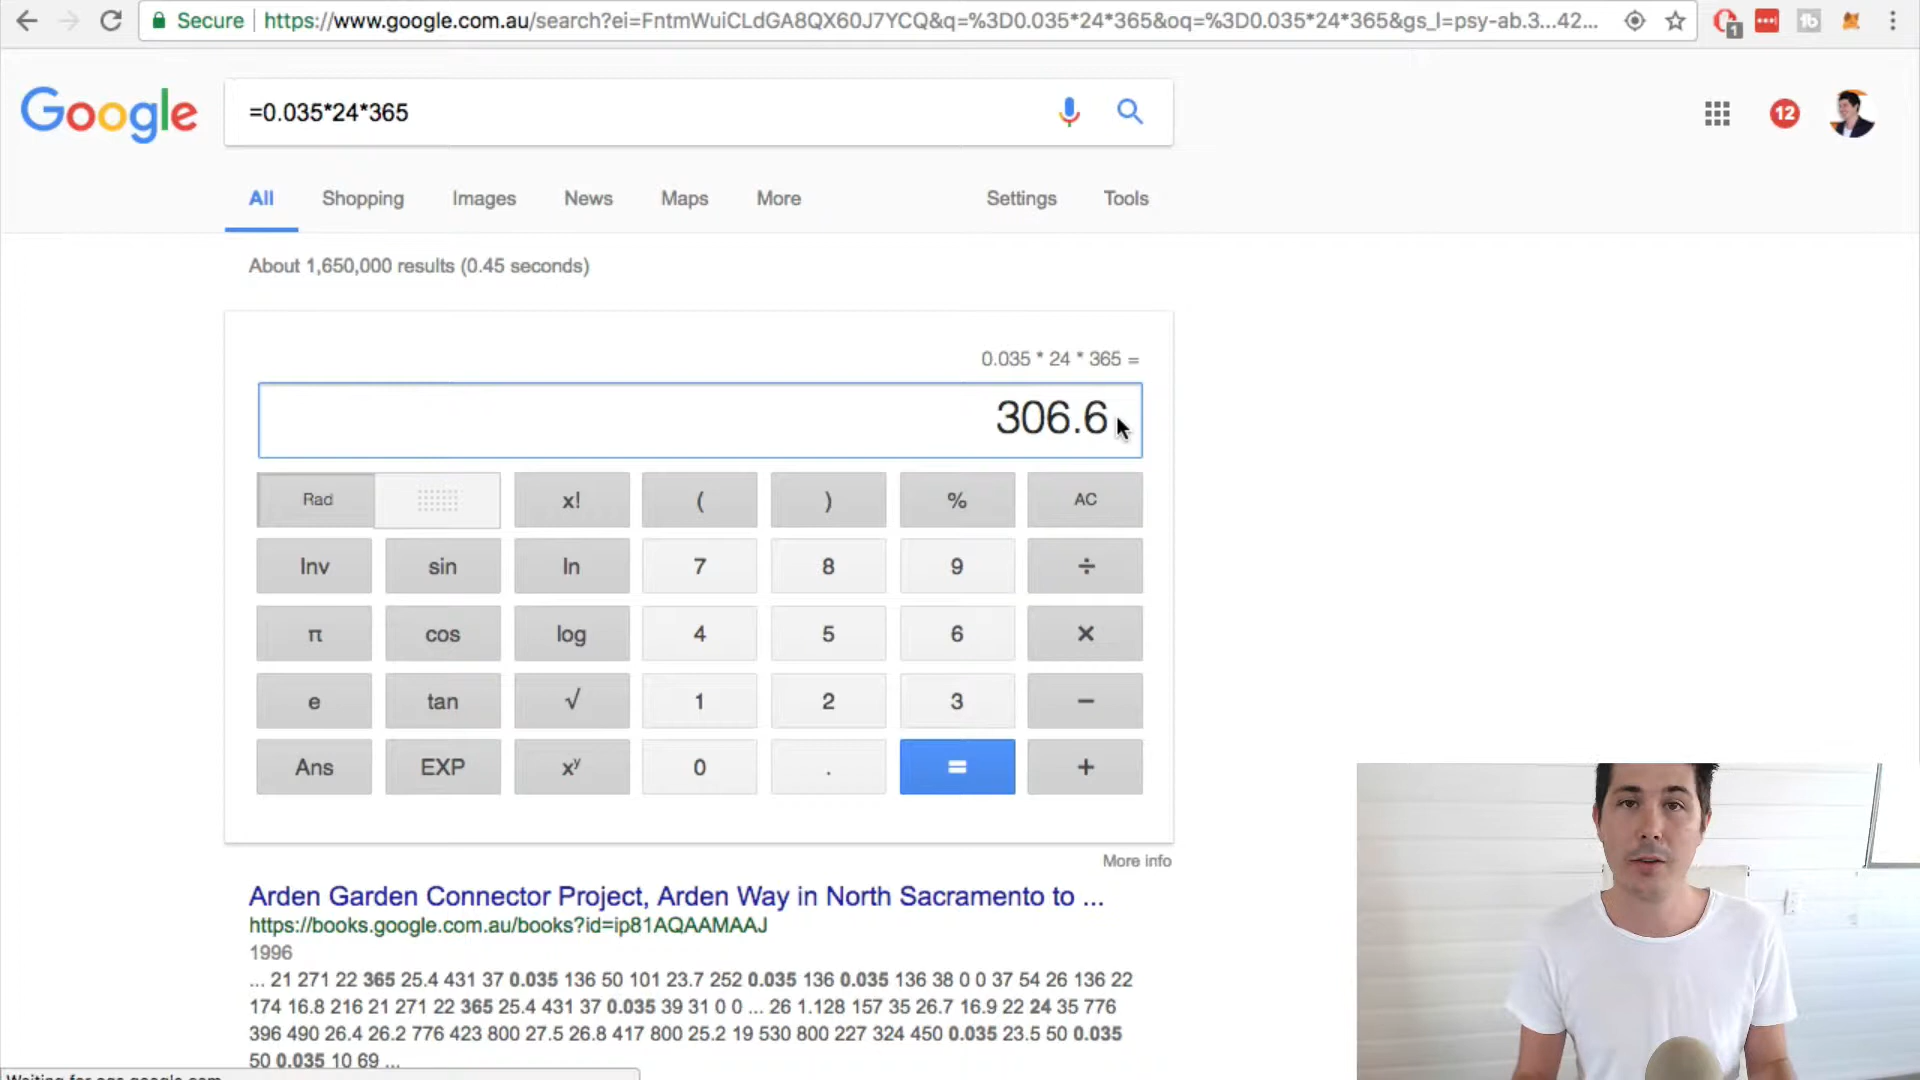 Secure https://www.google.com.au/search?ei=FntmWuiCLdGA8QX60J7YCQ&q=%3D0.035*24*365&oq=%3D0.035*24*365&gs_l=psy-ab.3...42...
1
Google
=0.035*24*365
12
All Shopping Images News Maps More Settings Tools
About 1,650,000 results (0.45 seconds)
0.035 * 24 * 365 =
306.6
Rad x! ( ) % AC
Inv sin ln 7 8 9 ÷
π cos log 4 5 6 ×
e tan √ 1 2 3 −
Ans EXP xʸ 0 . = +
More info
Arden Garden Connector Project, Arden Way in North Sacramento to ...
https://books.google.com.au/books?id=ip81AQAAMAAJ
1996
... 21 271 22 365 25.4 431 37 0.035 136 50 101 23.7 252 0.035 136 0.035 136 38 0 0 37 54 26 136 22
174 16.8 216 21 271 22 365 25.4 431 37 0.035 39 31 0 0 ... 26 1.128 157 35 26.7 16.9 22 24 35 776
396 490 26.4 26.2 776 423 800 27.5 26.8 417 800 25.2 19 530 800 227 324 450 0.035 23.5 50 0.035
50 0.035 10 69 ...